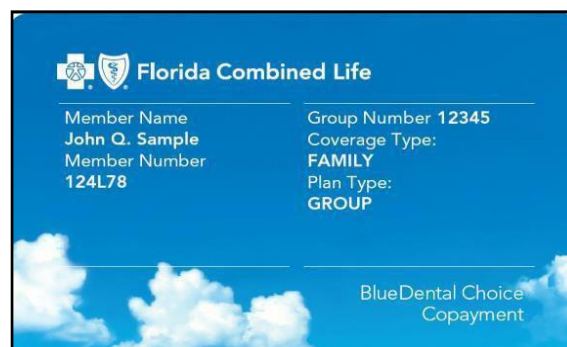 Florida Combined Life
Member Name
John Q. Sample
Member Number
124L78
Group Number 12345
Coverage Type:
FAMILY
Plan Type:
GROUP
BlueDental Choice
Copayment